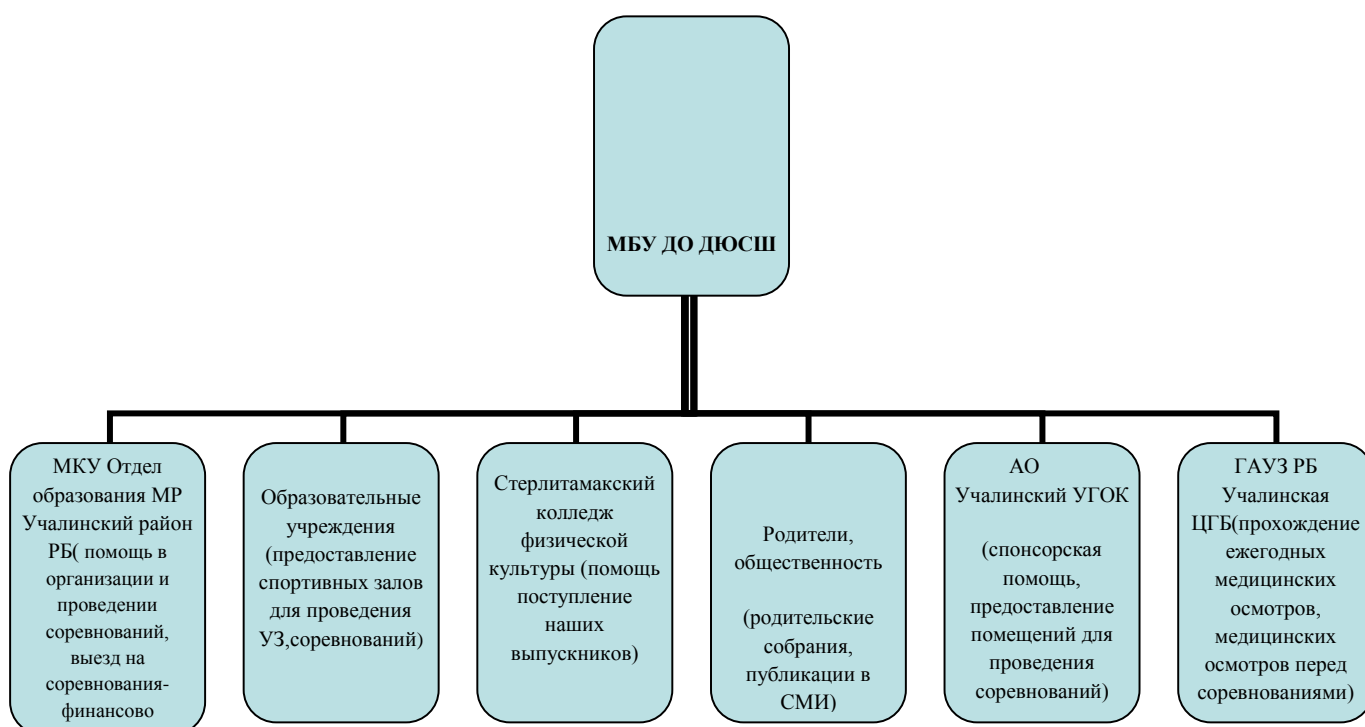 МБУ ДО ДЮСШ
МКУ Отдел
образования МР
Учалинский район
РБ( помощь в
организации и
проведении
соревнований,
выезд на
соревнования-
финансово
Образовательные
учреждения
(предоставление
спортивных залов
для проведения
УЗ,соревнований)
Стерлитамакский
колледж
физической
культуры (помощь
поступление
наших
выпускников)
Родители,
общественность
(родительские
собрания,
публикации в
СМИ)
АО
Учалинский УГОК
(спонсорская
помощь,
предоставление
помещений для
проведения
соревнований)
ГАУЗ РБ
Учалинская
ЦГБ(прохождение
ежегодных
медицинских
осмотров,
медицинских
осмотров перед
соревнованиями)